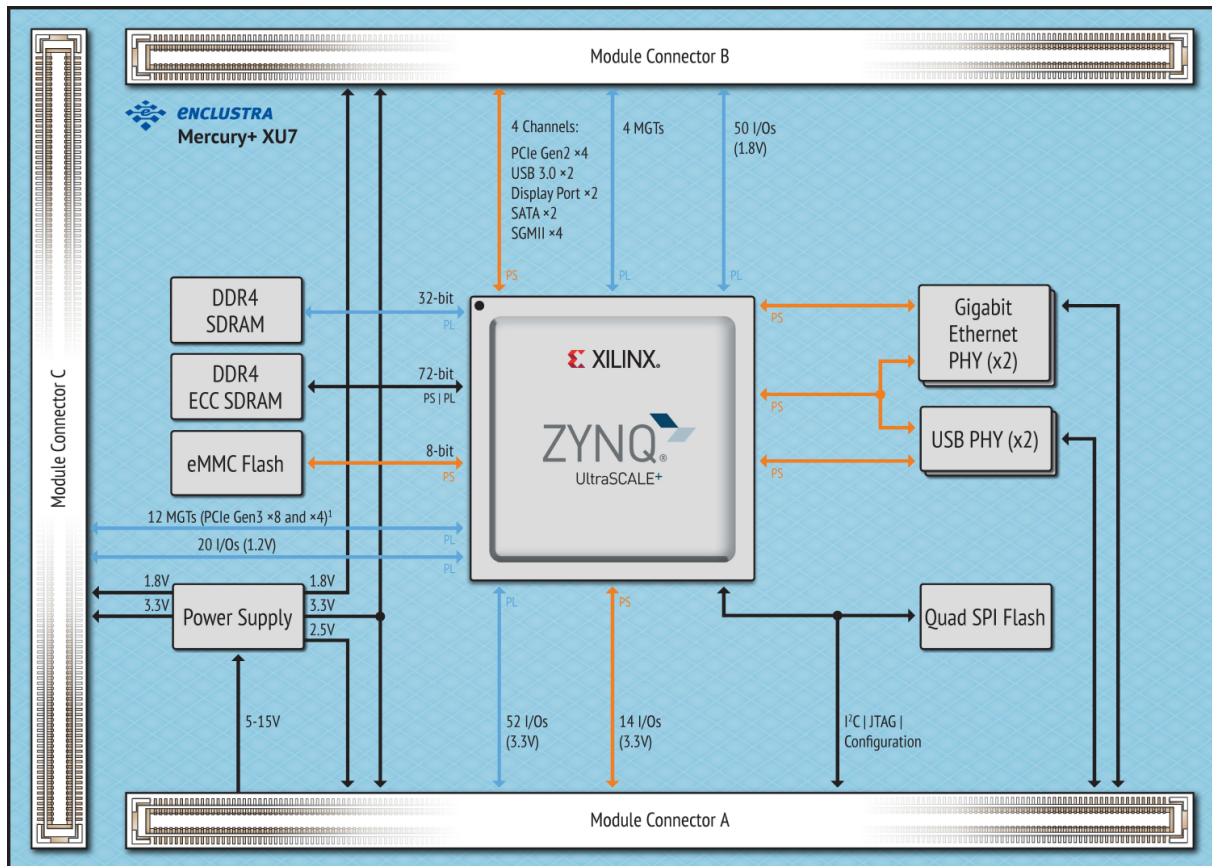 Module Connector B
ENCLUSTRA
Mercury+ XU7
4 Channels:
PCIe Gen2 ×4
USB 3.0 ×2
Display Port ×2
SATA ×2
SGMII ×4
4 MGTs
50 I/Os
(1.8V)
PS
PL
PL
DDR4
SDRAM
32-bit
PL
DDR4
ECC SDRAM
72-bit
PS | PL
eMMC Flash
8-bit
PS
XILINX®
ZYNQ®
UltraSCALE+
PS
Gigabit
Ethernet
PHY (x2)
PS
USB PHY (x2)
PS
Module Connector C
12 MGTs (PCIe Gen3 ×8 and ×4)¹
PL
20 I/Os (1.2V)
PL
1.8V
3.3V
Power Supply
1.8V
3.3V
2.5V
PL
PS
Quad SPI Flash
5-15V
52 I/Os
(3.3V)
14 I/Os
(3.3V)
I²C | JTAG |
Configuration
Module Connector A